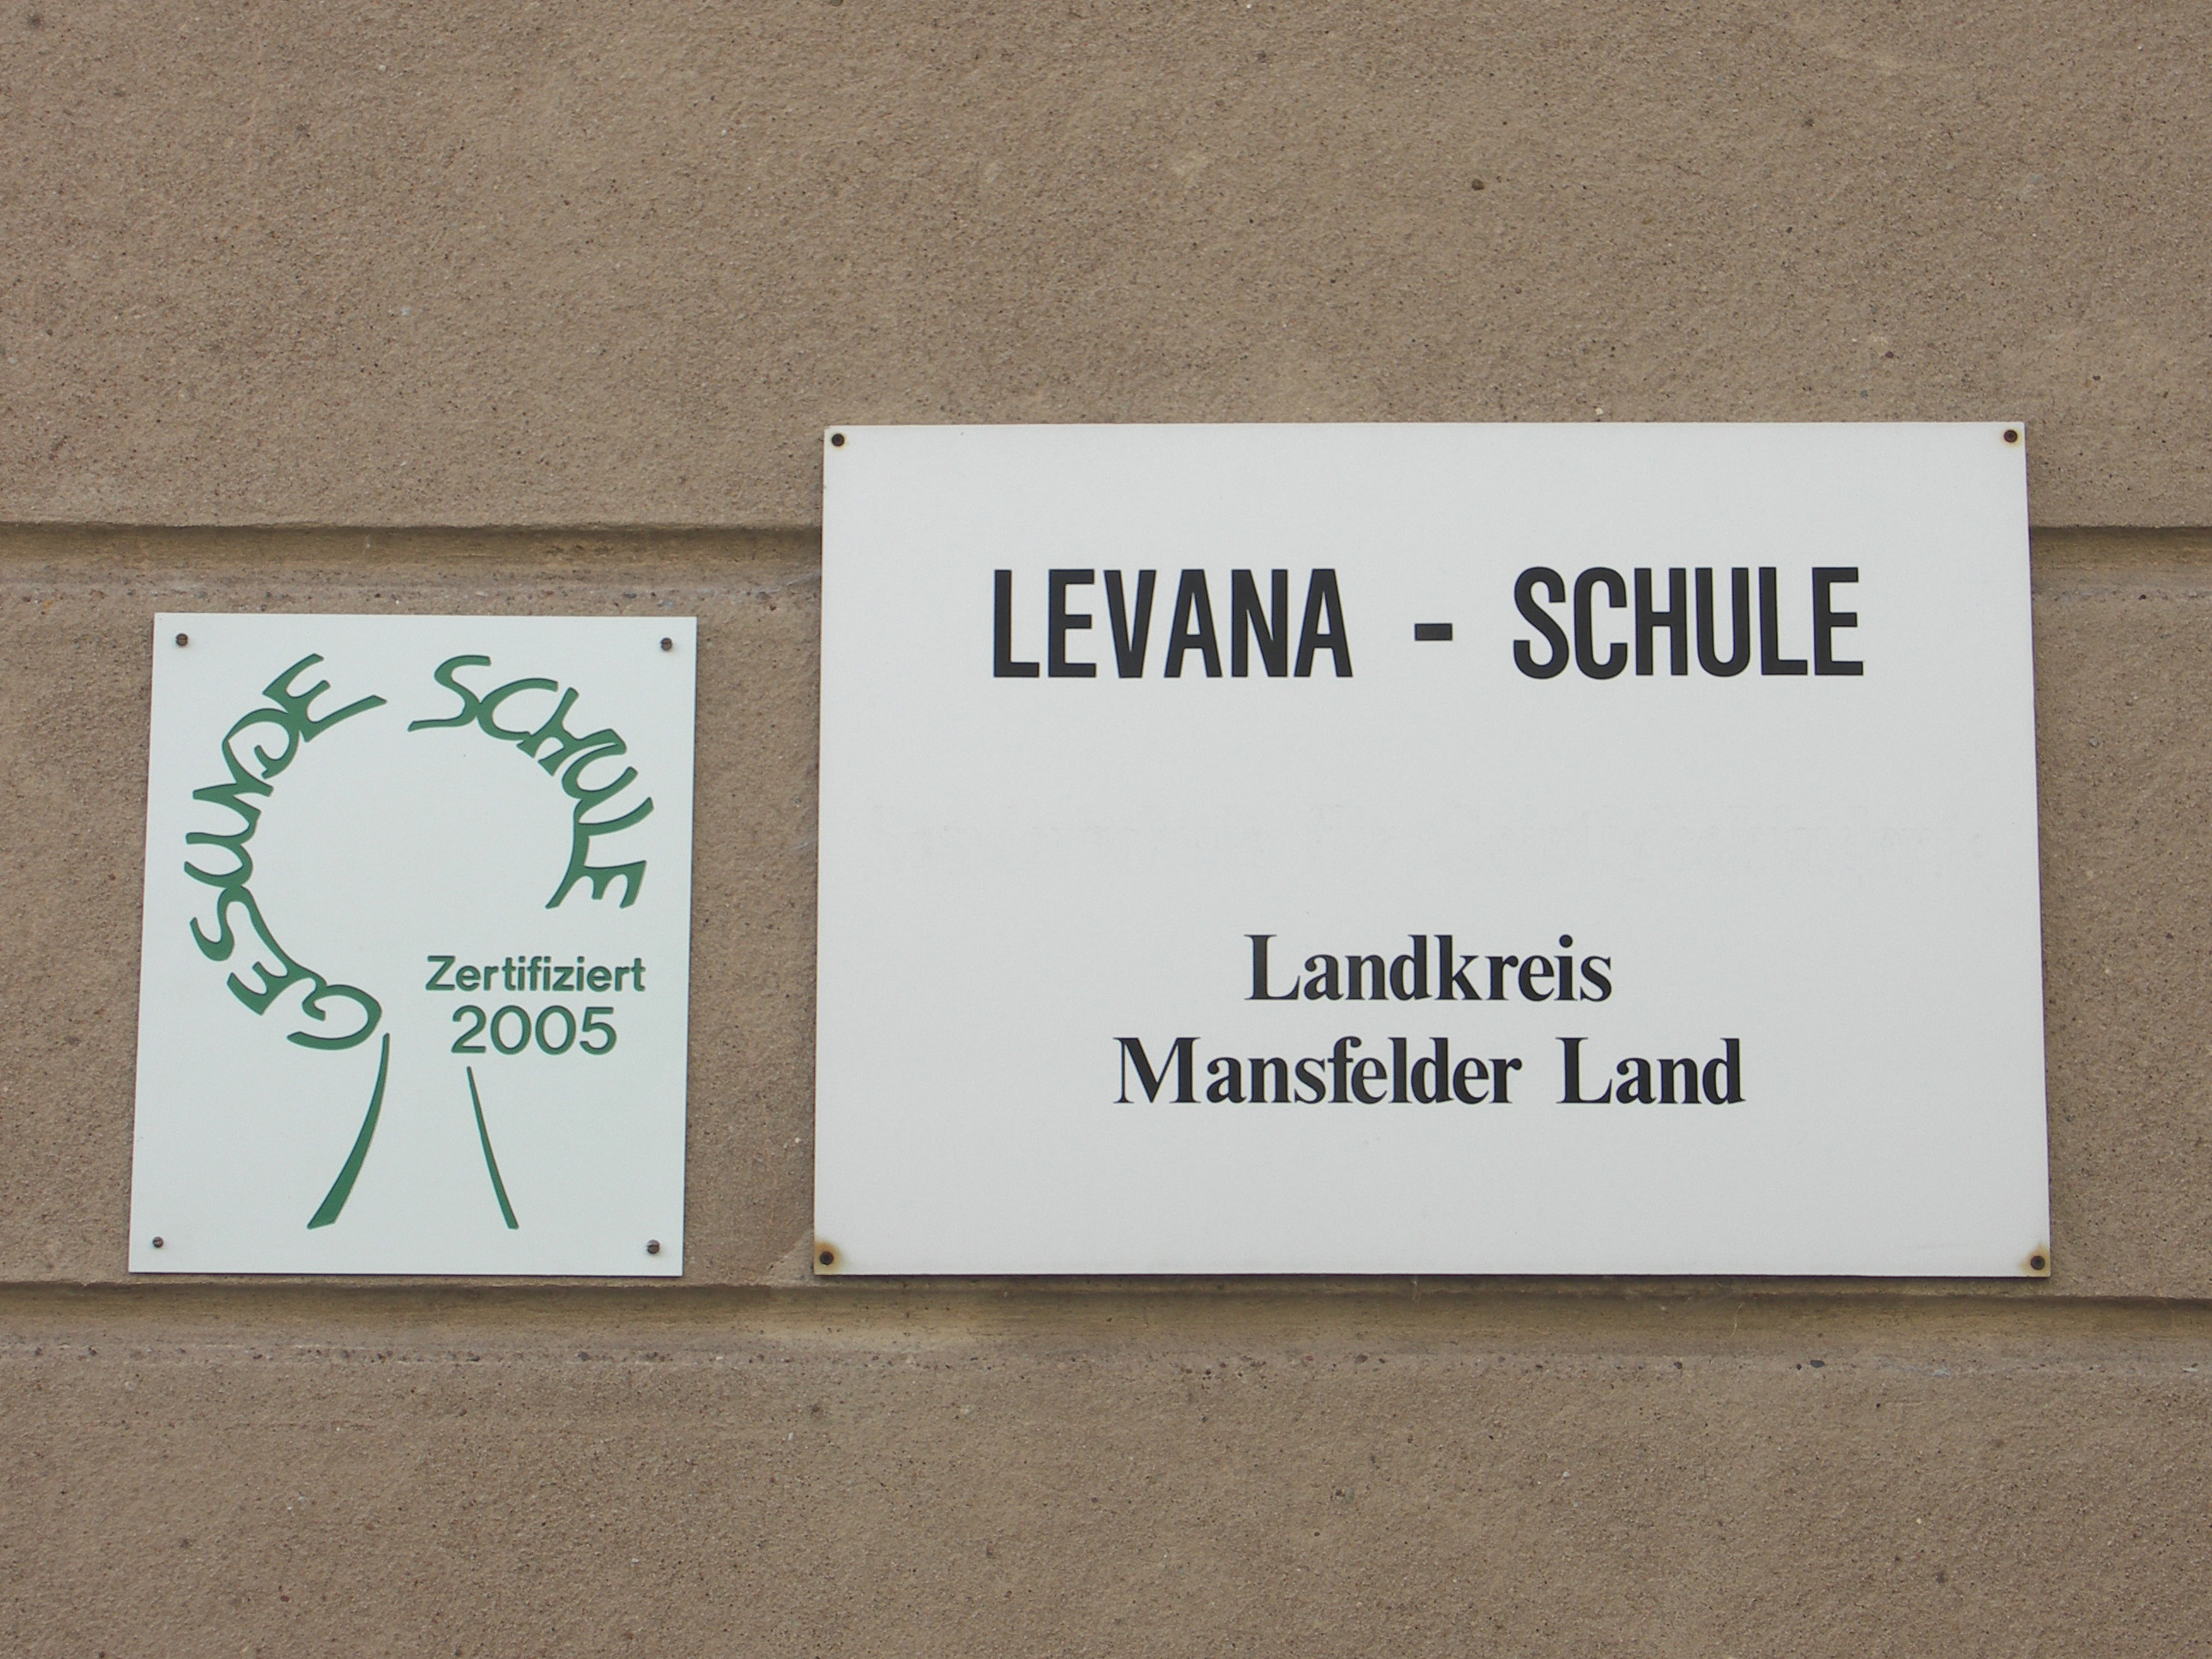 GESUNDE SCHULE
Zertifiziert
2005
LEVANA - SCHULE
Landkreis
Mansfelder Land